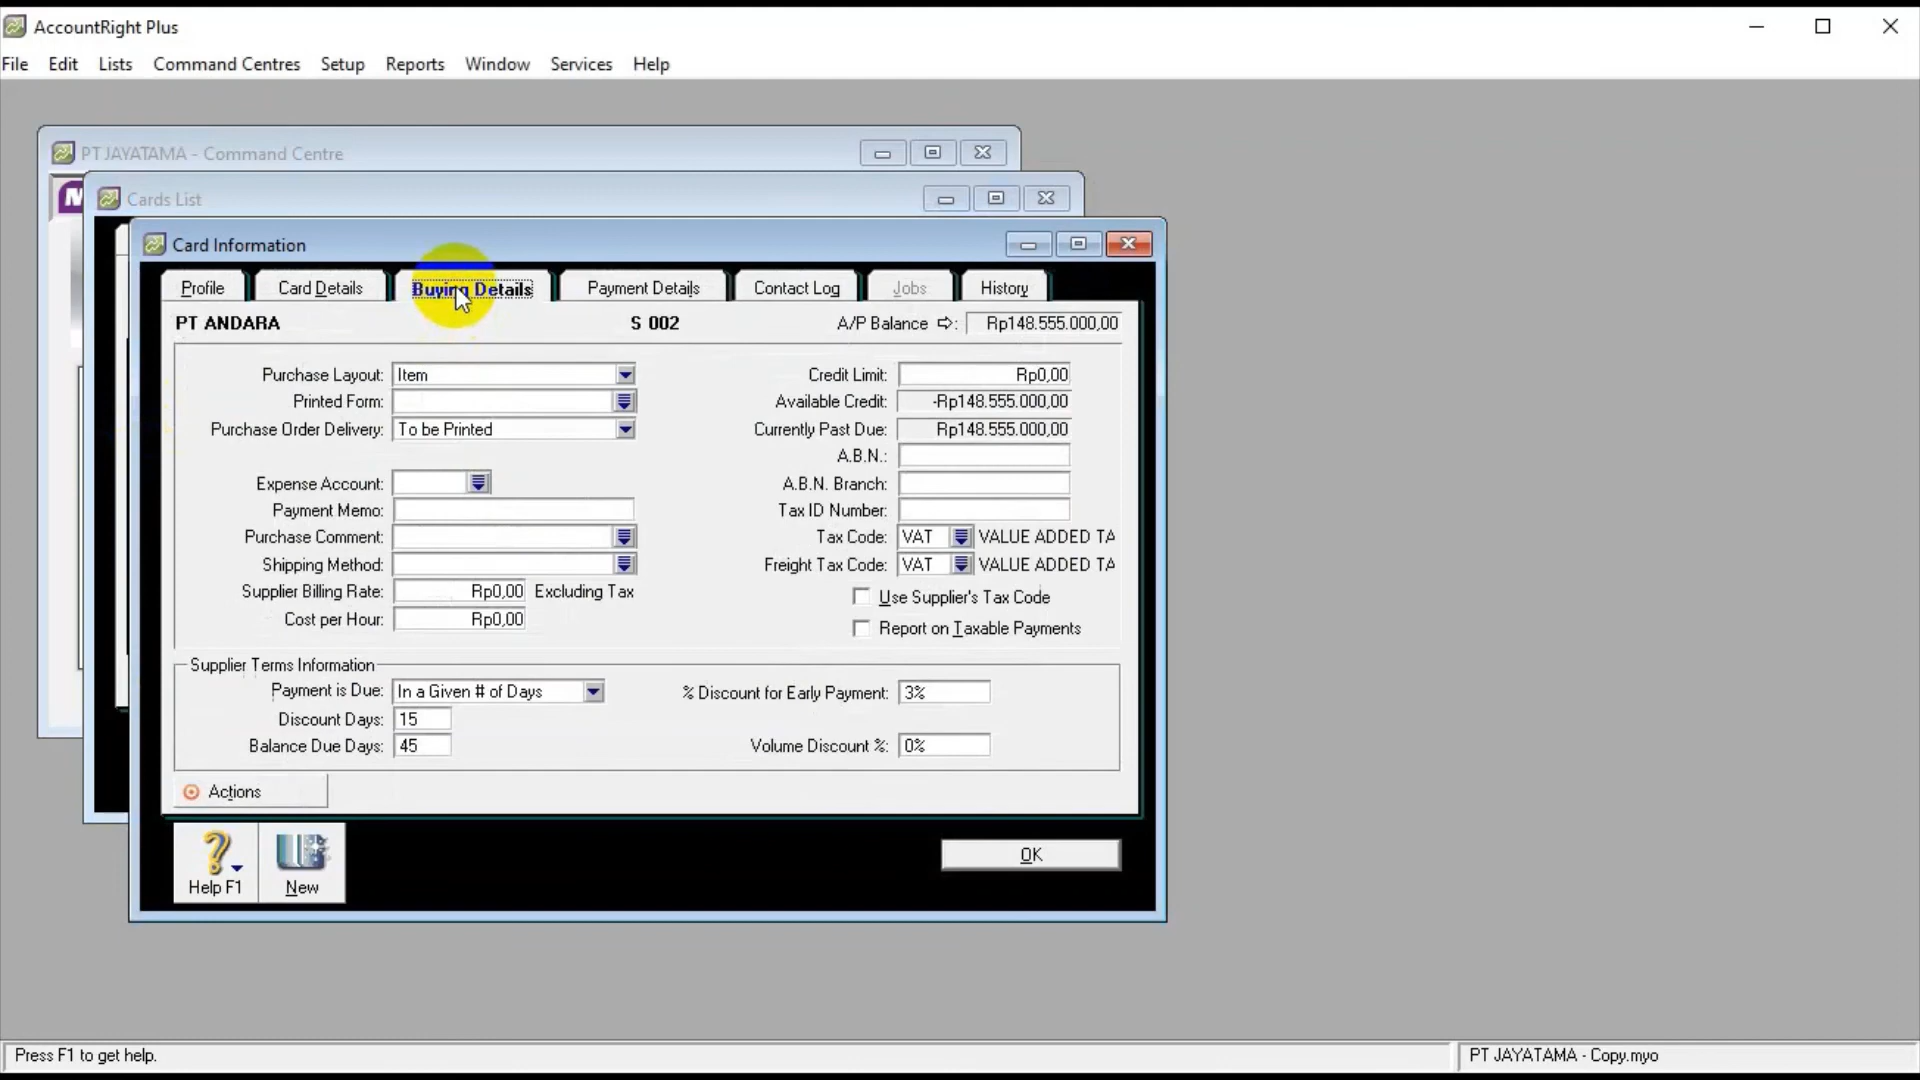 AccountRight Plus
File Edit Lists Command Centres Setup Reports Window Services Help
PT JAYATAMA - Command Centre
Cards List
Card Information
Profile Card Details Buying Details Payment Details Contact Log Jobs History
PT ANDARA S 002 A/P Balance ⇨: Rp148.555.000,00
Purchase Layout: Item Credit Limit: Rp0,00
Printed Form: Available Credit: -Rp148.555.000,00
Purchase Order Delivery: To be Printed Currently Past Due: Rp148.555.000,00
A.B.N.:
Expense Account: A.B.N. Branch:
Payment Memo: Tax ID Number:
Purchase Comment: Tax Code: VAT VALUE ADDED TA
Shipping Method: Freight Tax Code: VAT VALUE ADDED TA
Supplier Billing Rate: Rp0,00 Excluding Tax Use Supplier's Tax Code
Cost per Hour: Rp0,00 Report on Taxable Payments
Supplier Terms Information
Payment is Due: In a Given # of Days % Discount for Early Payment: 3%
Discount Days: 15
Balance Due Days: 45 Volume Discount %: 0%
Actions
OK
Help F1 New
Press F1 to get help. PT JAYATAMA - Copy.myo